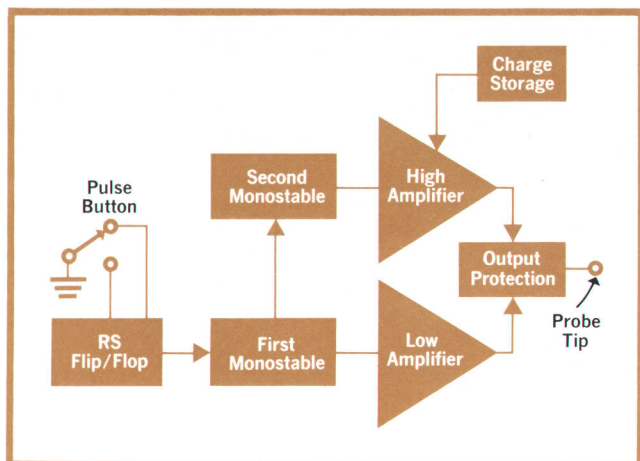 Charge
Storage
High
Amplifier
Second
Monostable
Pulse
Button
Output
Protection
Probe
Tip
RS
Flip/Flop
First
Monostable
Low
Amplifier